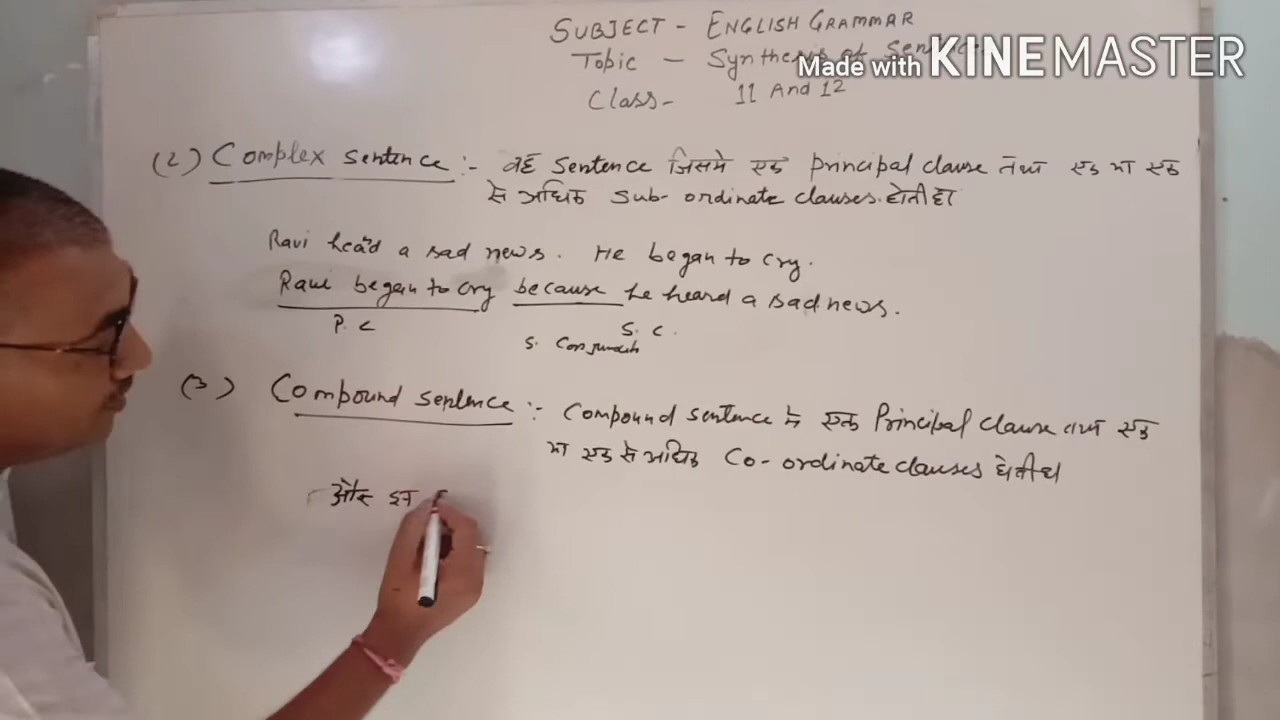 SUBJECT - ENGLISH GRAMMAR
Topic - Synthesis of Sentences
Made with KINEMASTER
Class- 11 And 12
(2) Complex sentence :- वह sentence जिसमे एक principal clause तथा एक या एक
से अधिक sub-ordinate clauses होती है।
Ravi heard a sad news. He began to cry.
Ravi began to cry because he heard a sad news.
P. C
S. C.
S. Conjunction
(3) Compound sentence :- Compound sentence मे एक Principal clause तथा एक
या एक से अधिक Co-ordinate clauses होती है।
और इन